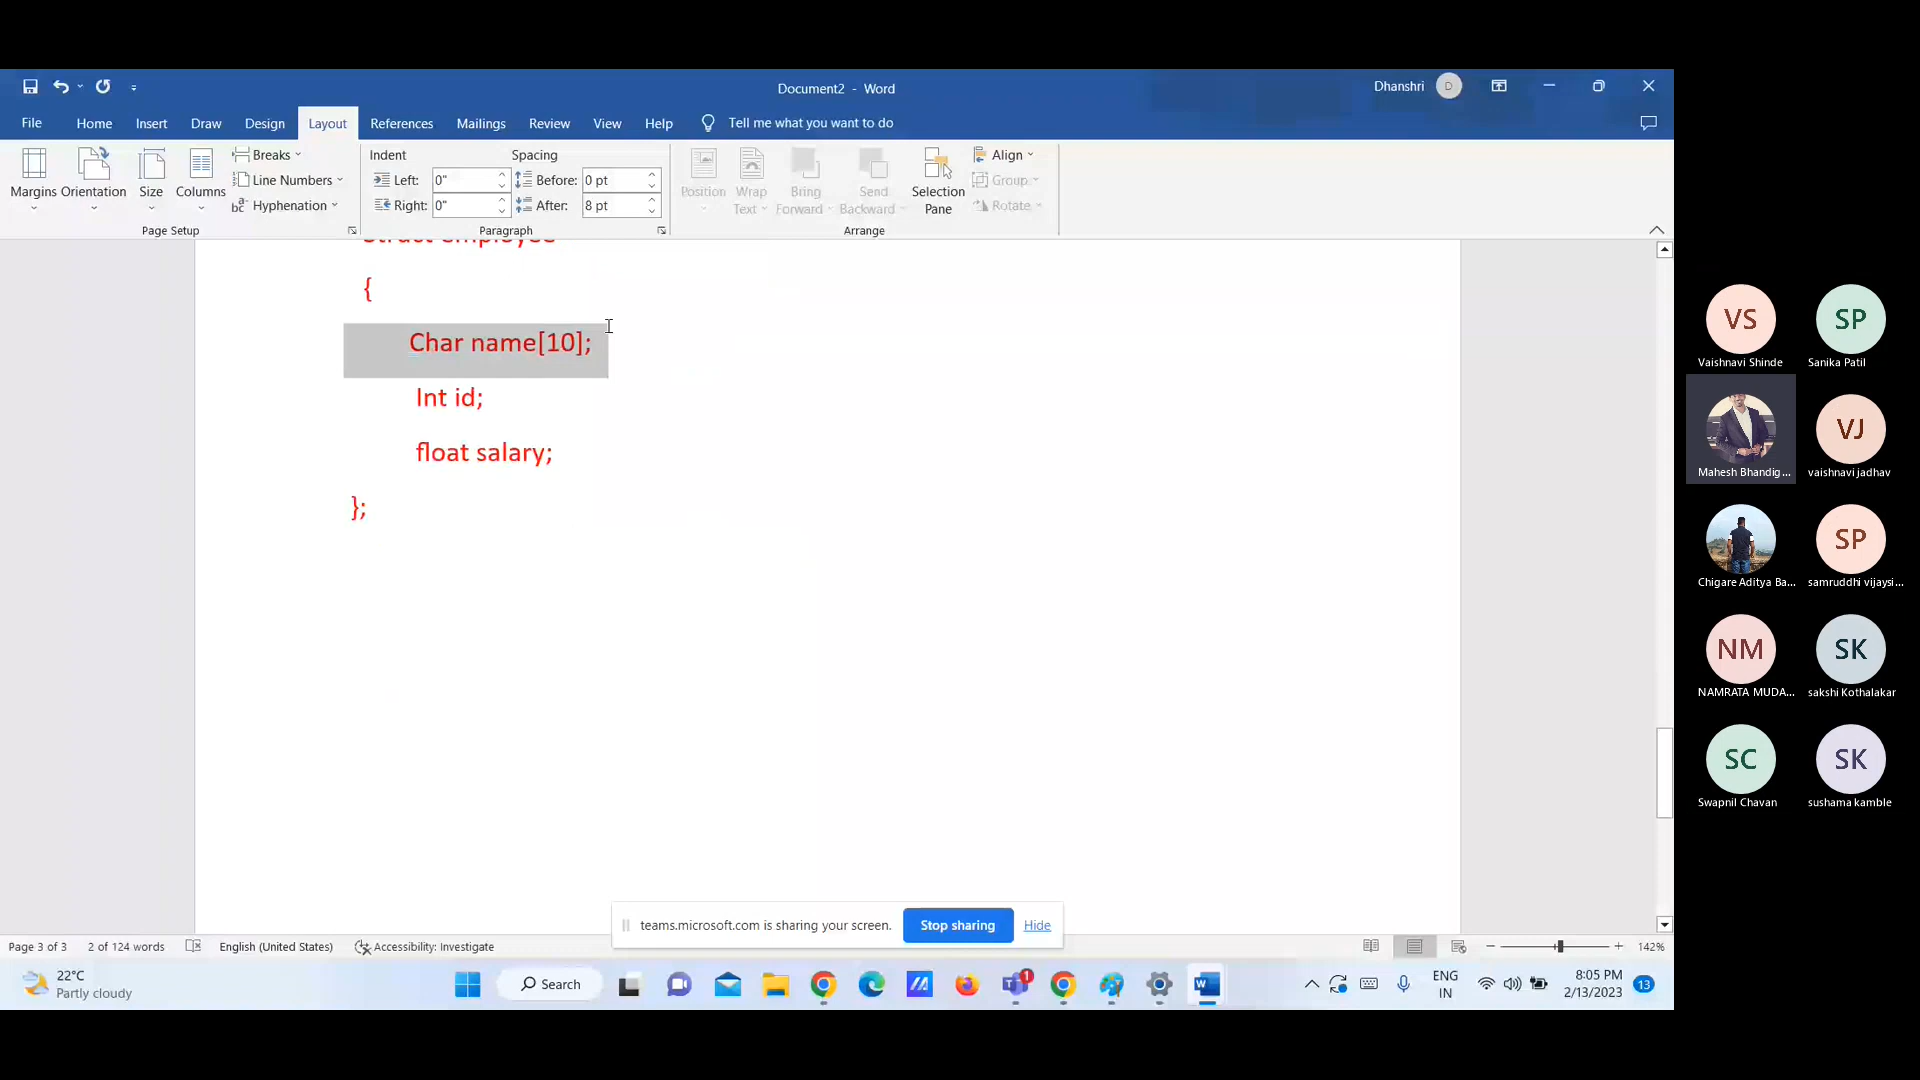 Document2 - Word
Dhanshri
D
File
Home
Insert
Draw
Design
Layout
References
Mailings
Review
View
Help
Tell me what you want to do
Margins
Orientation
Size
Columns
Breaks
Line Numbers
Hyphenation
Page Setup
Indent
Left: 0"
Right: 0"
Spacing
Before: 0 pt
After: 8 pt
Paragraph
Position
Wrap Text
Bring Forward
Send Backward
Selection Pane
Align
Group
Rotate
Arrange
Struct employee
{
Char name[10];
Int id;
float salary;
};
VS
Vaishnavi Shinde
SP
Sanika Patil
Mahesh Bhandig...
VJ
vaishnavi jadhav
Chigare Aditya Ba...
SP
samruddhi vijaysi...
NM
NAMRATA MUDA...
SK
sakshi Kothalakar
SC
Swapnil Chavan
SK
sushama kamble
teams.microsoft.com is sharing your screen.
Stop sharing
Hide
Page 3 of 3
2 of 124 words
English (United States)
Accessibility: Investigate
142%
22°C
Partly cloudy
Search
1
W
ENG
IN
8:05 PM
2/13/2023
13